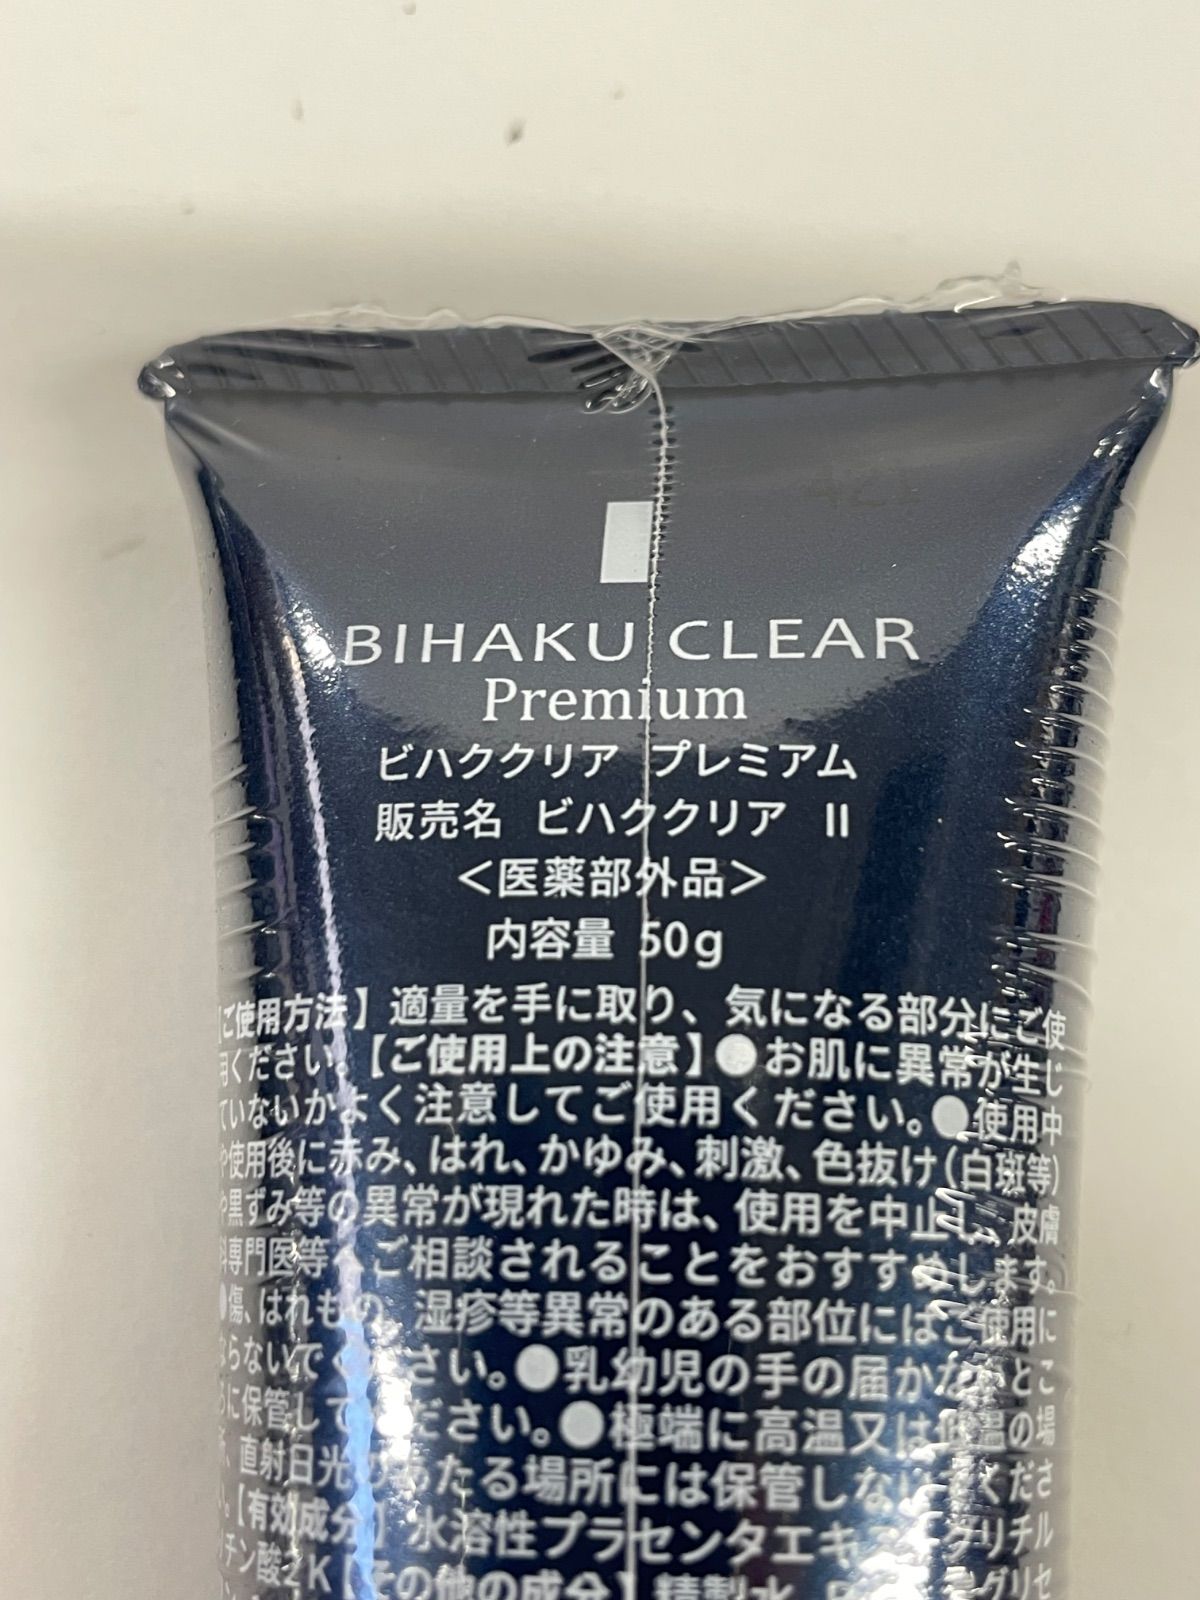 BIHAKU CLEAR
Premium
ビハククリア プレミアム
販売名 ビハククリア II
<医薬部外品>
内容量 50g
【ご使用方法】適量を手に取り、気になる部分にご使
用ください。【ご使用上の注意】●お肌に異常が生じ
ていないかよく注意してご使用ください。●使用中
や使用後に赤み、はれ、かゆみ、刺激、色抜け(白斑等)
や黒ずみ等の異常が現れた時は、使用を中止し、皮膚
科専門医等へご相談されることをおすすめします。
●傷、はれもの、湿疹等異常のある部位にはご使用に
ならないでください。●乳幼児の手の届かないとこ
ろに保管してください。●極端に高温又は低温の場
所、直射日光のあたる場所には保管しないでくださ
い。【有効成分】水溶性プラセンタエキス、グリチル
リチン酸2K【その他の成分】精製水、